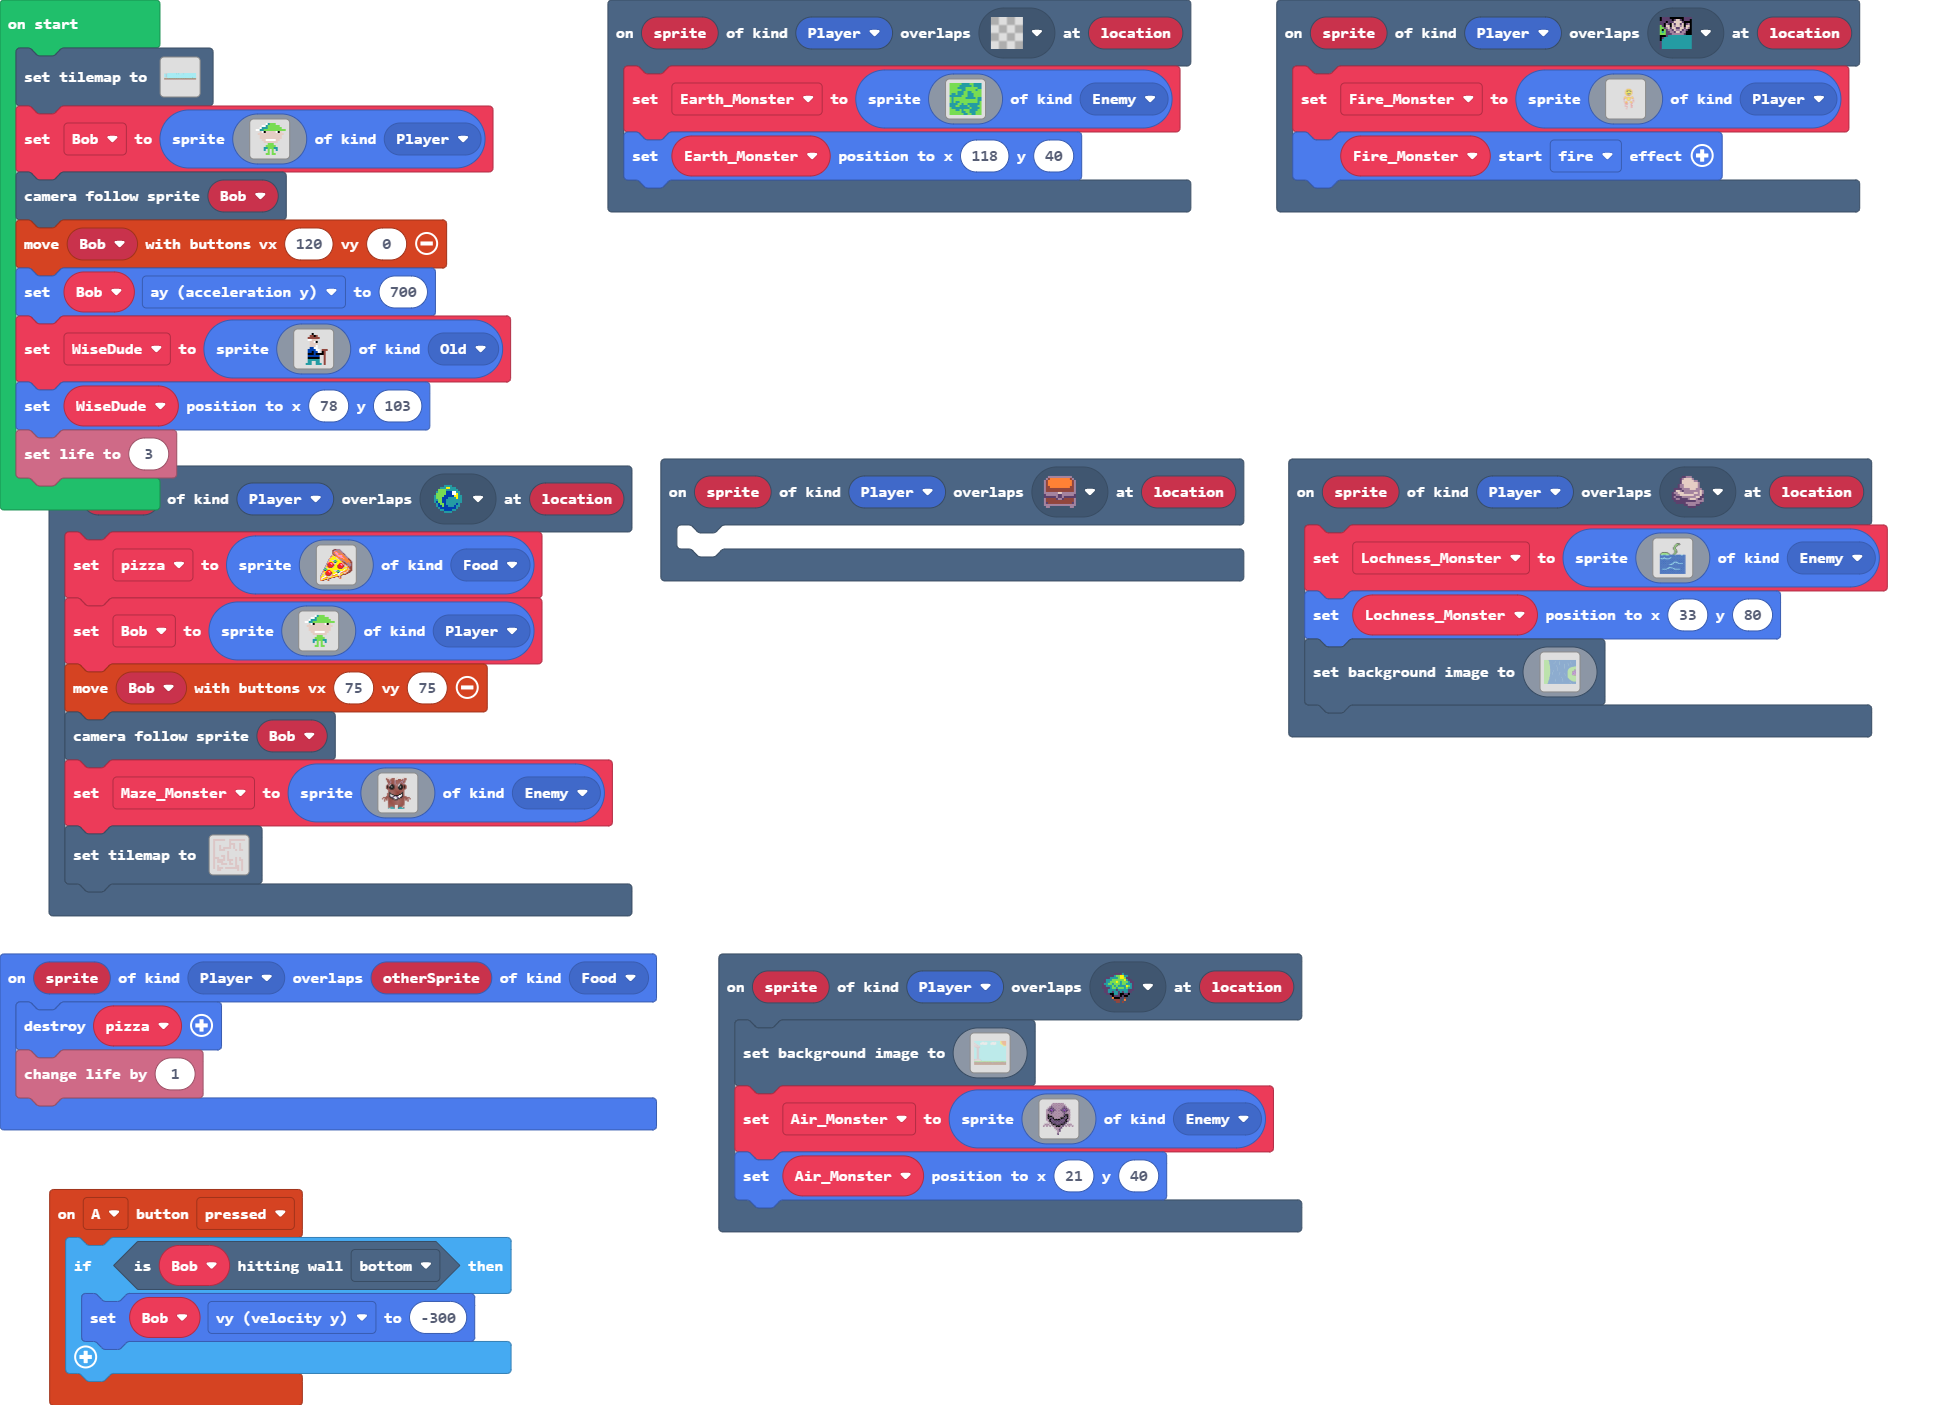 on start
set tilemap to
set Bob to sprite of kind Player
camera follow sprite Bob
move Bob with buttons vx 120 vy 0
set Bob ay (acceleration y) to 700
set WiseDude to sprite of kind Old
set WiseDude position to x 78 y 103
set life to 3
on sprite of kind Player overlaps at location
set Earth_Monster to sprite of kind Enemy
set Earth_Monster position to x 118 y 40
on sprite of kind Player overlaps at location
set Fire_Monster to sprite of kind Player
Fire_Monster start fire effect
of kind Player overlaps at location
set pizza to sprite of kind Food
set Bob to sprite of kind Player
move Bob with buttons vx 75 vy 75
camera follow sprite Bob
set Maze_Monster to sprite of kind Enemy
set tilemap to
on sprite of kind Player overlaps at location
on sprite of kind Player overlaps at location
set Lochness_Monster to sprite of kind Enemy
set Lochness_Monster position to x 33 y 80
set background image to
on sprite of kind Player overlaps otherSprite of kind Food
destroy pizza
change life by 1
on sprite of kind Player overlaps at location
set background image to
set Air_Monster to sprite of kind Enemy
set Air_Monster position to x 21 y 40
on A button pressed
if is Bob hitting wall bottom then
set Bob vy (velocity y) to -300